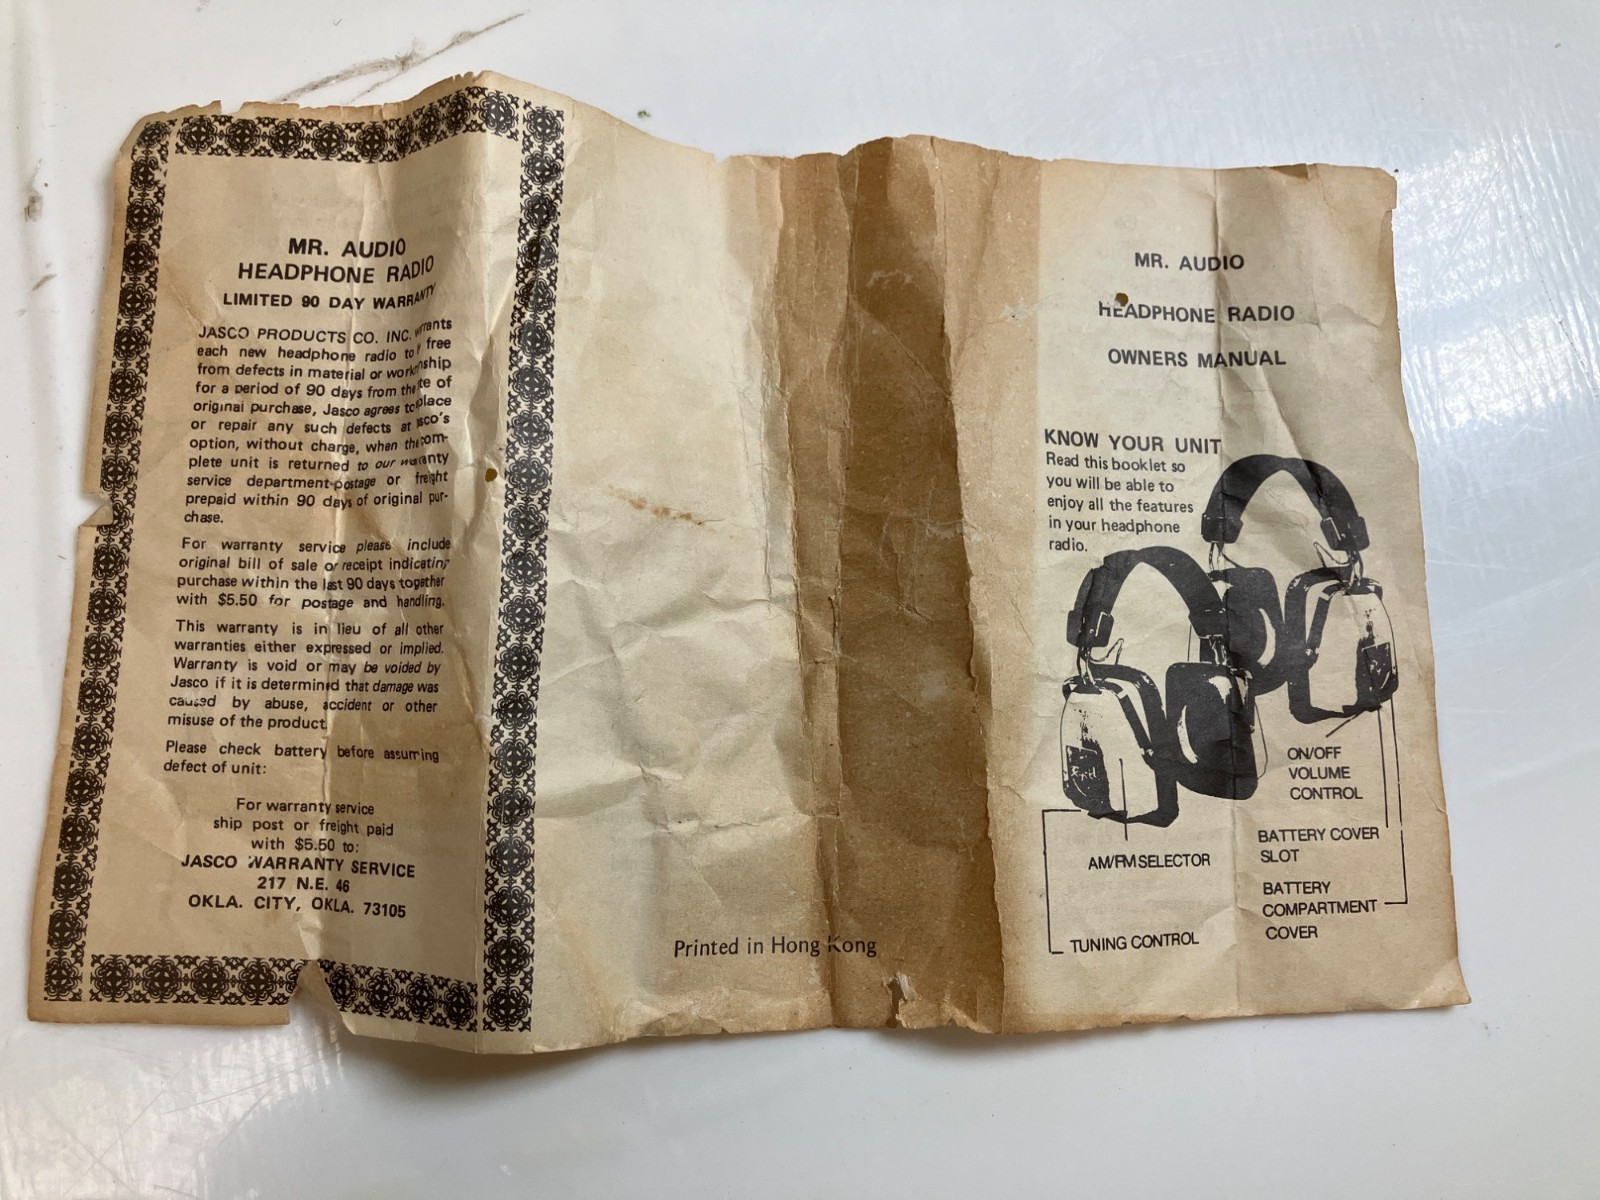 MR. AUDIO
HEADPHONE RADIO
LIMITED 90 DAY WARRANTY
JASCO PRODUCTS CO. INC. warrants
each new headphone radio to free
from defects in material or workmanship
for a period of 90 days from the of
original purchase, Jasco agrees to
or repair any such defects at Jasco's
option, without charge, when the com-
plete unit is returned to our warranty
service department-postage or freight
prepaid within 90 days of original pur-
chase.
For warranty service please include
original bill of sale or receipt indicating
purchase within the last 90 days together
with $5.50 for postage and handling.
This warranty is in lieu of all other
warranties either expressed or implied.
Warranty is void or may be voided by
Jasco if it is determined that damage was
caused by abuse, accident or other
misuse of the product.
Please check battery before assuming
defect of unit:
For warranty service
ship post or freight paid
with $5.50 to:
JASCO WARRANTY SERVICE
217 N.E. 46
OKLA. CITY, OKLA. 73105
Printed in Hong Kong
MR. AUDIO
HEADPHONE RADIO
OWNERS MANUAL
KNOW YOUR UNIT
Read this booklet so
you will be able to
enjoy all the features
in your headphone
radio.
ON/OFF
VOLUME
CONTROL
BATTERY COVER
SLOT
AM/FM SELECTOR
BATTERY
COMPARTMENT
COVER
TUNING CONTROL